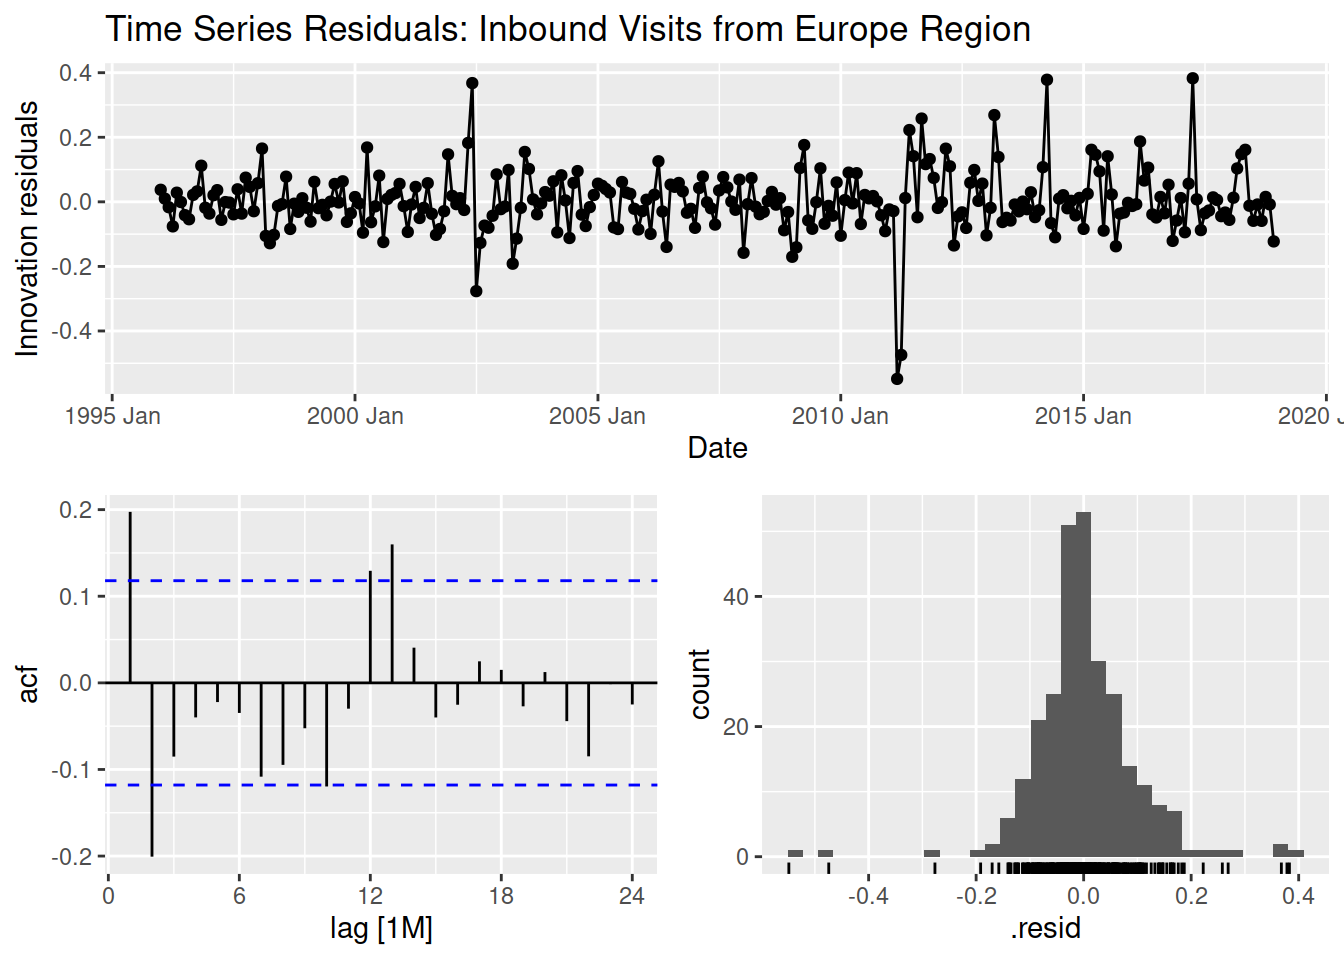 Time Series Residuals: Inbound Visits from Europe Region
Innovation residuals
0.4
0.2
0.0
-0.2
-0.4
1995 Jan
2000 Jan
2005 Jan
2010 Jan
2015 Jan
2020 J
Date
acf
0.2
0.1
0.0
-0.1
-0.2
0
6
12
18
24
lag [1M]
count
40
20
0
-0.4
-0.2
0.0
0.2
0.4
.resid